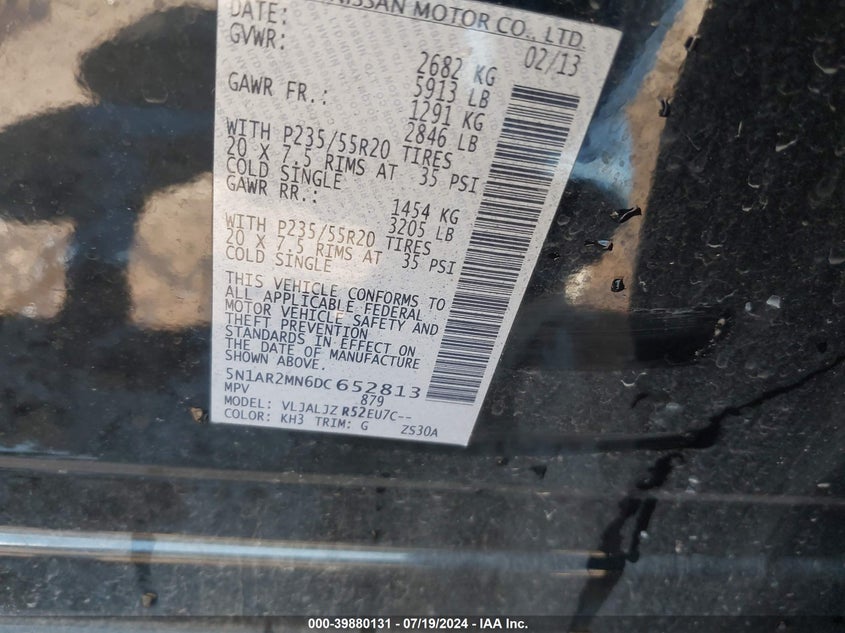 NISSAN MOTOR CO., LTD.
DATE: 02/13
GVWR: 2682 KG
5913 LB
GAWR FR.: 1291 KG
2846 LB
WITH P235/55R20 TIRES
20 X 7.5 RIMS AT 35 PSI
COLD SINGLE
GAWR RR.: 1454 KG
3205 LB
WITH P235/55R20 TIRES
20 X 7.5 RIMS AT 35 PSI
COLD SINGLE
THIS VEHICLE CONFORMS TO
ALL APPLICABLE FEDERAL
MOTOR VEHICLE SAFETY AND
THEFT PREVENTION
STANDARDS IN EFFECT ON
THE DATE OF MANUFACTURE
SHOWN ABOVE.
5N1AR2MN6DC652813
MPV 879
MODEL: VLJALJZ R52EU7C--
COLOR: KH3 TRIM: G ZS30A
000-39880131 - 07/19/2024 - IAA Inc.